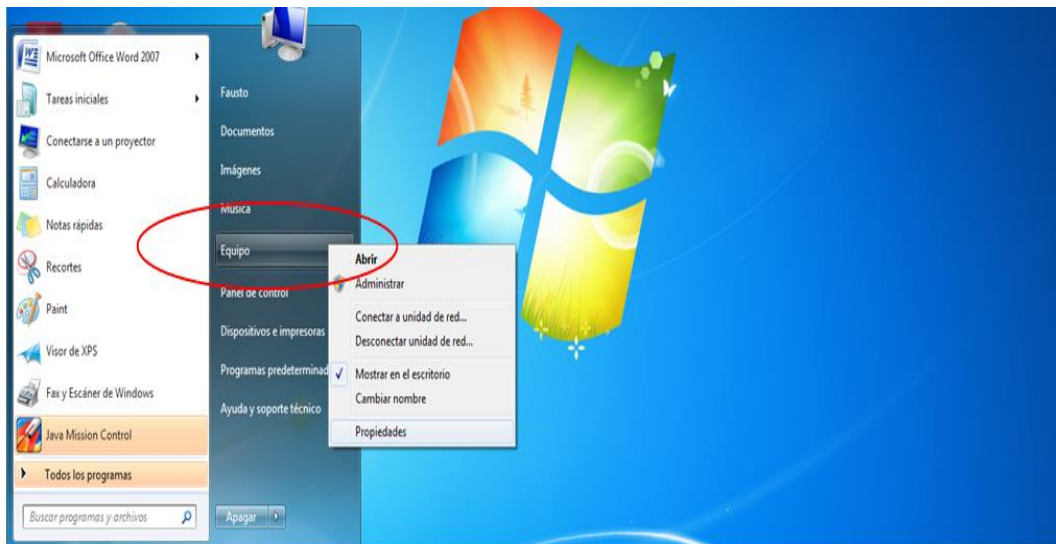 Microsoft Office Word 2007
Tareas iniciales
Conectarse a un proyector
Calculadora
Notas rápidas
Recortes
Paint
Visor de XPS
Fax y Escáner de Windows
Java Mission Control
Todos los programas
Buscar programas y archivos
Fausto
Documentos
Imágenes
Música
Equipo
Panel de control
Dispositivos e impresoras
Programas predeterminad
Ayuda y soporte técnico
Apagar
Abrir
Administrar
Conectar a unidad de red...
Desconectar unidad de red...
Mostrar en el escritorio
Cambiar nombre
Propiedades